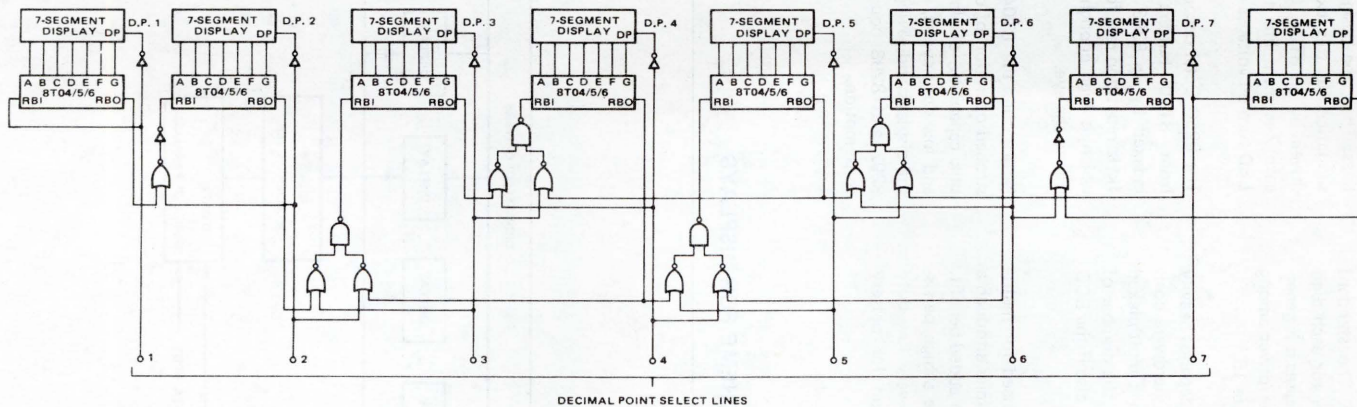 7-SEGMENT
DISPLAY DP
D.P. 1
A B C D E F G
8T04/5/6
RBI RBO
7-SEGMENT
DISPLAY DP
D.P. 2
A B C D E F G
8T04/5/6
RBI RBO
7-SEGMENT
DISPLAY DP
D.P. 3
A B C D E F G
8T04/5/6
RBI RBO
7-SEGMENT
DISPLAY DP
D.P. 4
A B C D E F G
8T04/5/6
RBI RBO
7-SEGMENT
DISPLAY DP
D.P. 5
A B C D E F G
8T04/5/6
RBI RBO
7-SEGMENT
DISPLAY DP
D.P. 6
A B C D E F G
8T04/5/6
RBI RBO
7-SEGMENT
DISPLAY DP
D.P. 7
A B C D E F G
8T04/5/6
RBI RBO
7-SEGMENT
DISPLAY
A B C D E F G
8T04/5/6
RBI RBO
1 2 3 4 5 6 7
DECIMAL POINT SELECT LINES